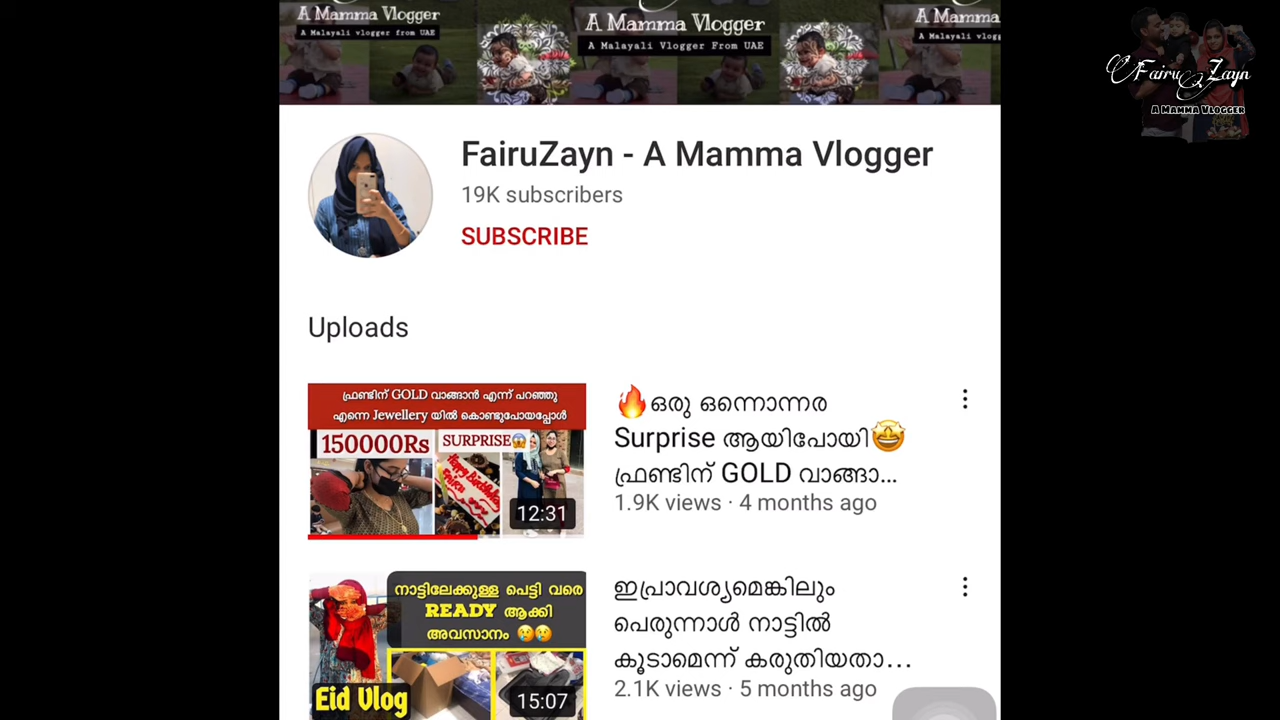 A Mamma Vlogger
A Malayali vlogger from UAE
A Mamma Vlogger
A Malayali Vlogger From UAE
A Mamma
A Malayali vlog
FairuZayn
A MAMMA VLOGGER
FairuZayn - A Mamma Vlogger
19K subscribers
SUBSCRIBE
Uploads
ഫ്രണ്ടിന് GOLD വാങ്ങാൻ എന്ന് പറഞ്ഞു
എന്നെ Jewellery യിൽ കൊണ്ടുപോയപ്പോൾ
150000Rs
SURPRISE😱
Happy Birthday
12:31
🔥ഒരു ഒന്നൊന്നര
Surprise ആയിപോയി🤩
ഫ്രണ്ടിന് GOLD വാങ്ങാ...
1.9K views · 4 months ago
നാട്ടിലേക്കുള്ള പെട്ടി വരെ
READY ആക്കി
അവസാനം 😢😢
Eid Vlog
15:07
ഇപ്രാവശ്യമെങ്കിലും
പെരുന്നാൾ നാട്ടിൽ
കൂടാമെന്ന് കരുതിയതാ...
2.1K views · 5 months ago